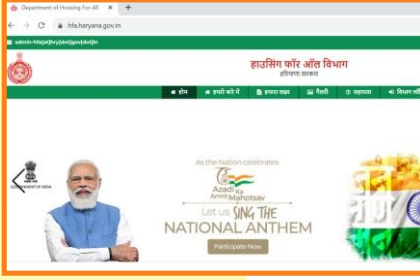 Department of Housing For All
hfa.haryana.gov.in
admin-hfa[at]hry[dot]gov[dot]in
हाउसिंग फॉर ऑल विभाग
हरियाणा सरकार
होम हमारे बारे में हमारा लक्ष्य गैलरी सहायता
As the Nation celebrates
Azadi Ka
Amrit Mahotsav
GOVERNMENT OF INDIA
Let us SING THE
NATIONAL ANTHEM
Participate Now